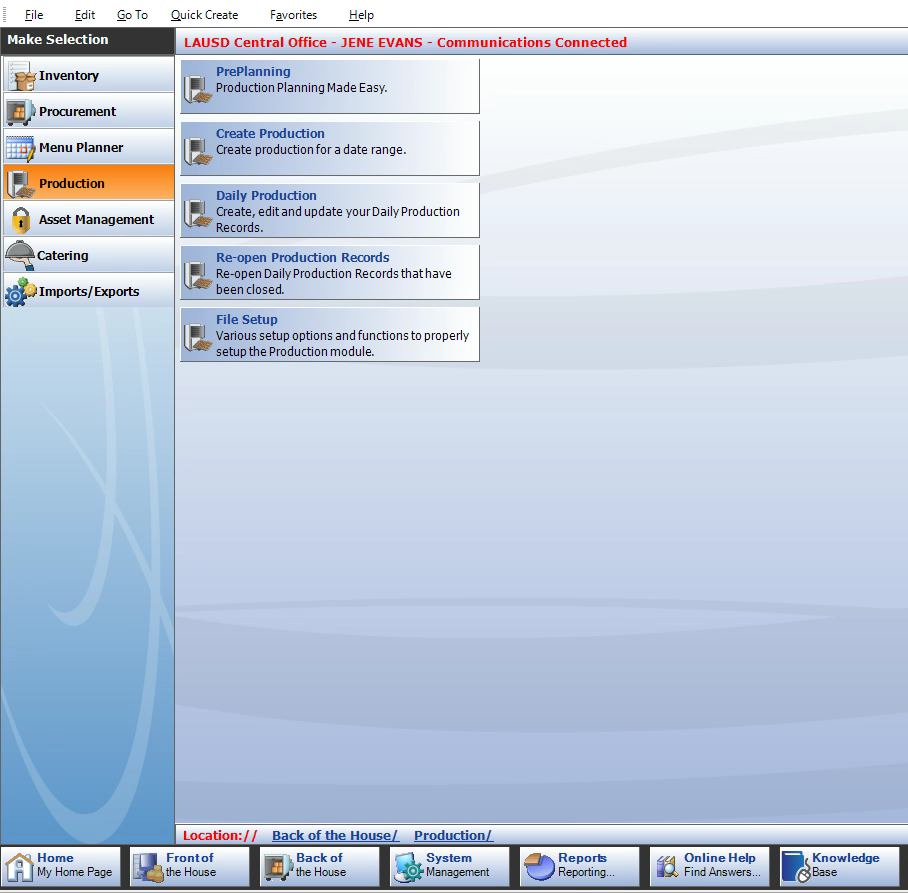 File Edit Go To Quick Create Favorites Help
Make Selection
LAUSD Central Office - JENE EVANS - Communications Connected
Inventory
Procurement
Menu Planner
Production
Asset Management
Catering
Imports/Exports
PrePlanning
Production Planning Made Easy.
Create Production
Create production for a date range.
Daily Production
Create, edit and update your Daily Production
Records.
Re-open Production Records
Re-open Daily Production Records that have
been closed.
File Setup
Various setup options and functions to properly
setup the Production module.
Location:// Back of the House/ Production/
Home
My Home Page
Front of
the House
Back of
the House
System
Management
Reports
Reporting...
Online Help
Find Answers...
Knowledge
Base